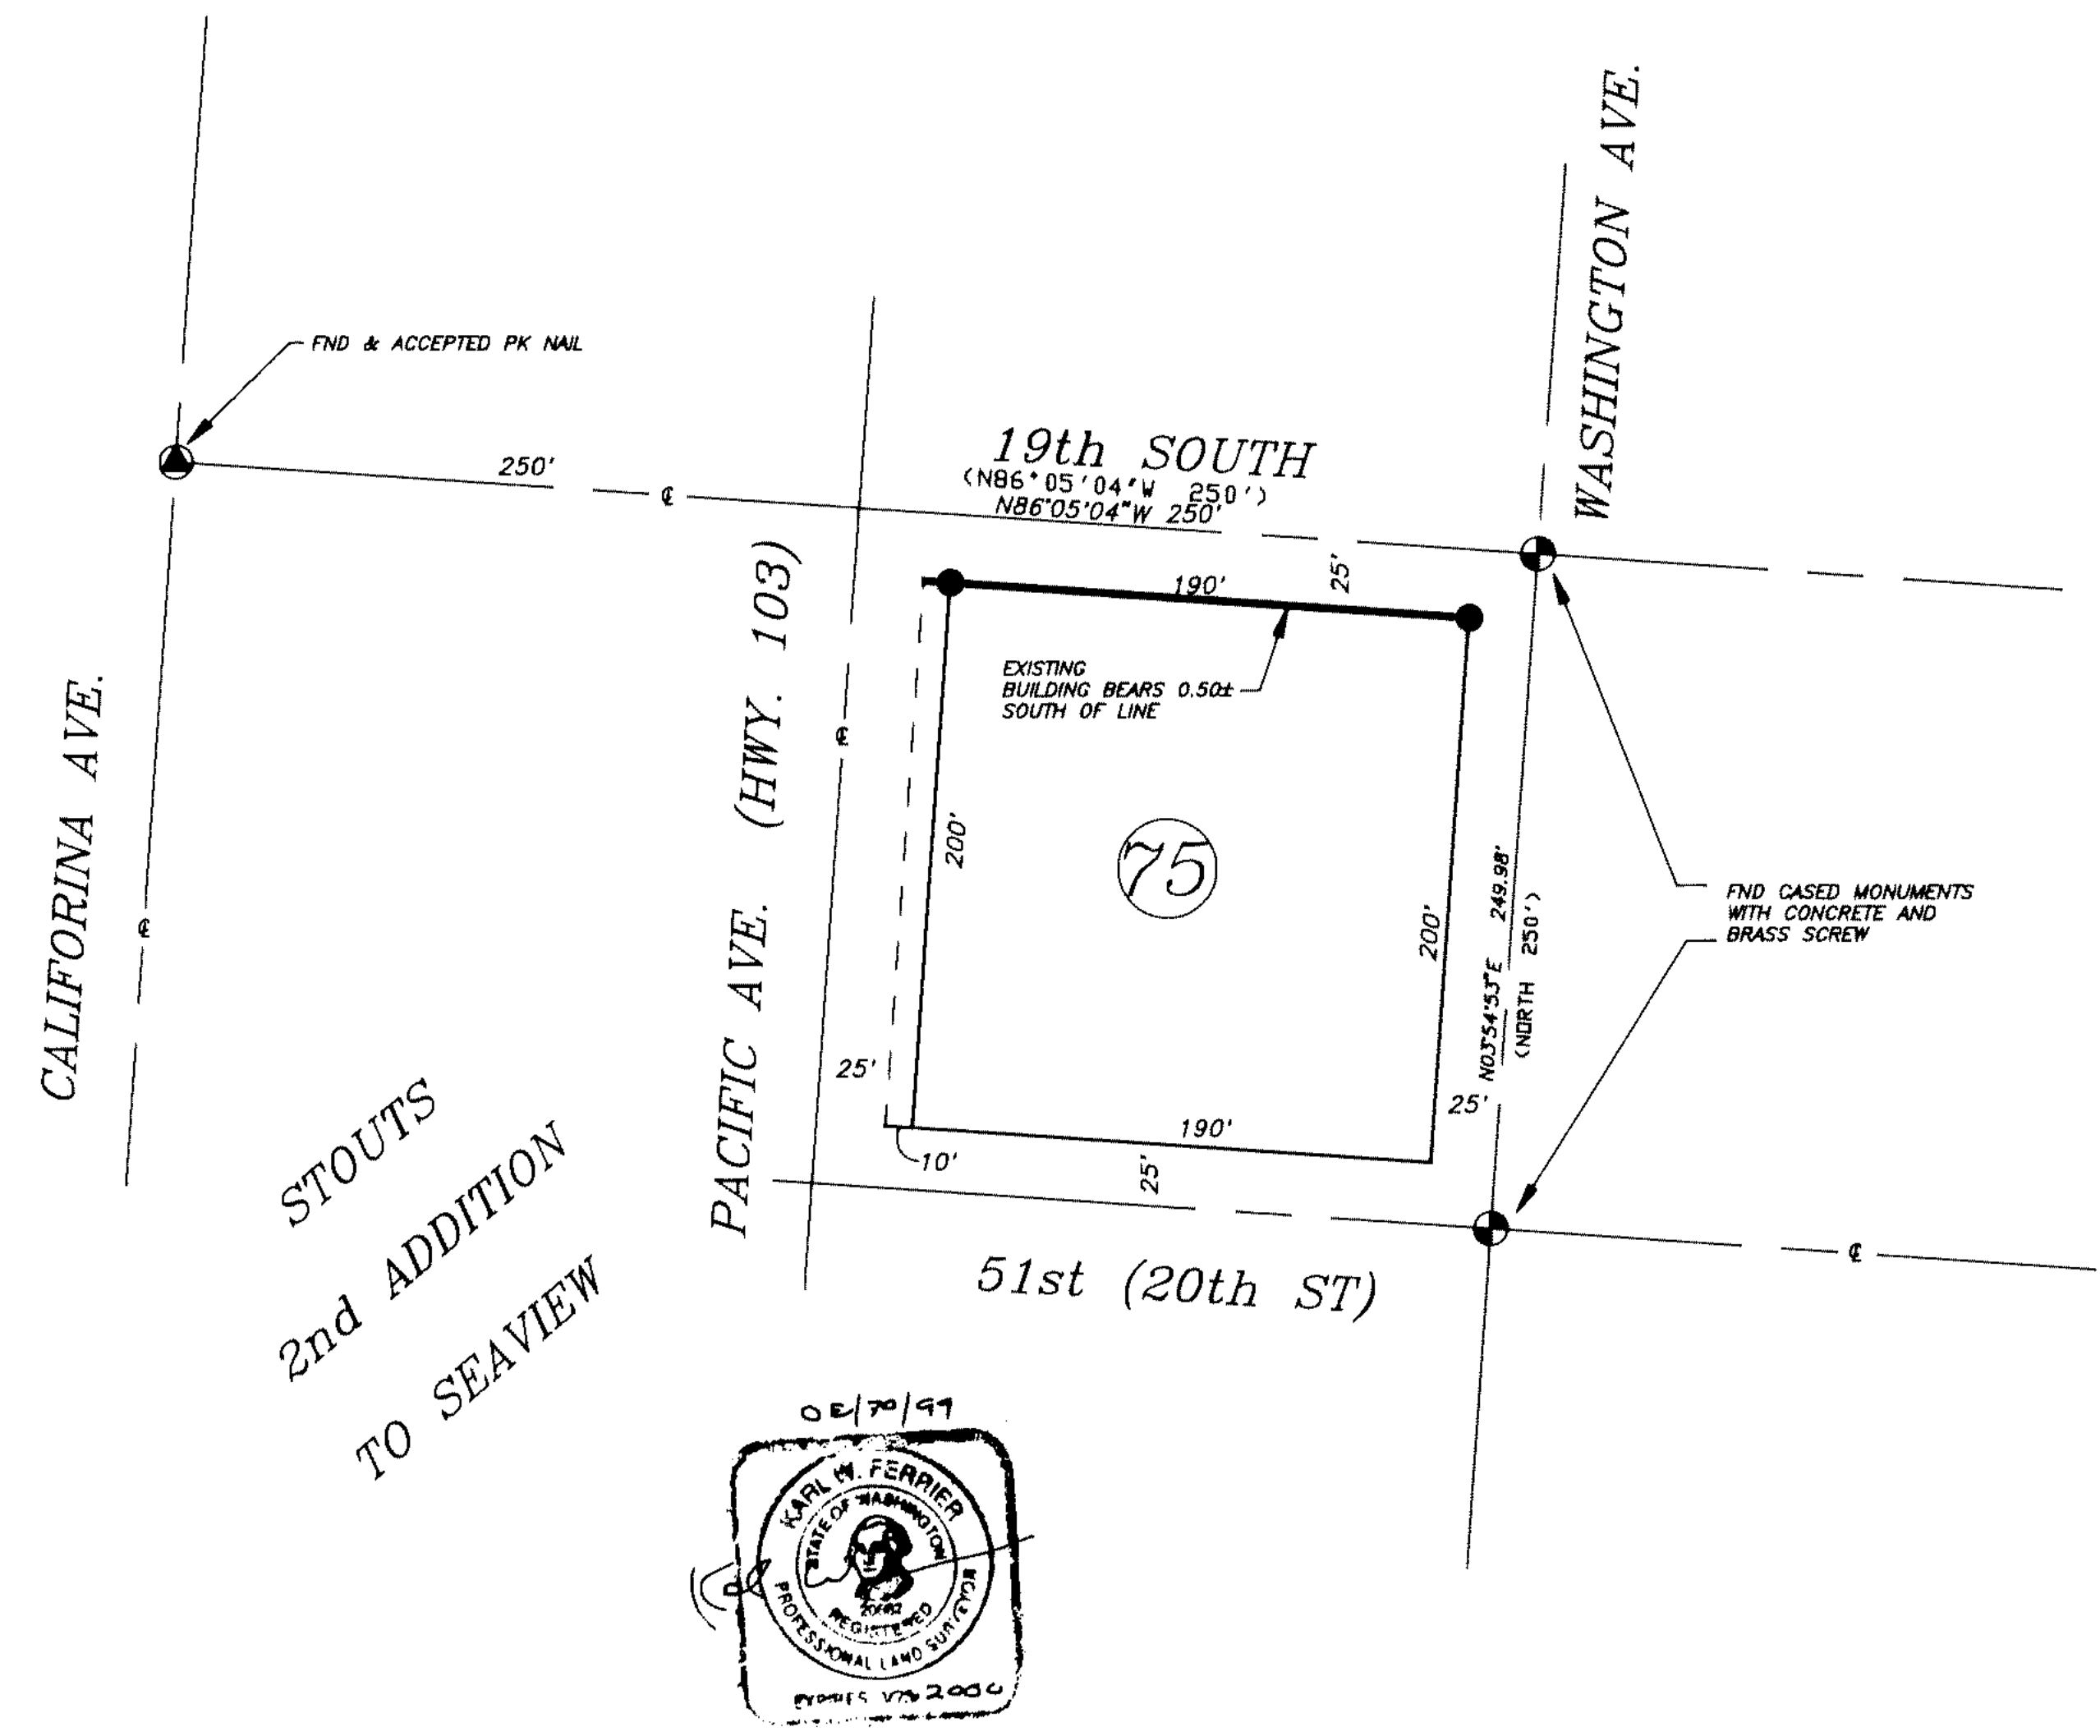 WASHINGTON AVE.
FND & ACCEPTED PK NAIL
250'
℄
19th SOUTH
(N86°05'04"W 250')
N86°05'04"W 250'
25'
190'
EXISTING
BUILDING BEARS 0.50±
SOUTH OF LINE
PACIFIC AVE. (HWY. 103)
℄
CALIFORINA AVE.
℄
200'
75
200'
N03°54'53"E 249.98'
(NORTH 250')
FND CASED MONUMENTS
WITH CONCRETE AND
BRASS SCREW
25'
25'
190'
10'
25'
℄
51st (20th ST)
STOUTS
2nd ADDITION
TO SEAVIEW
KARL W. FERRIER
STATE OF WASHINGTON
REGISTERED
PROFESSIONAL LAND SURVEYOR